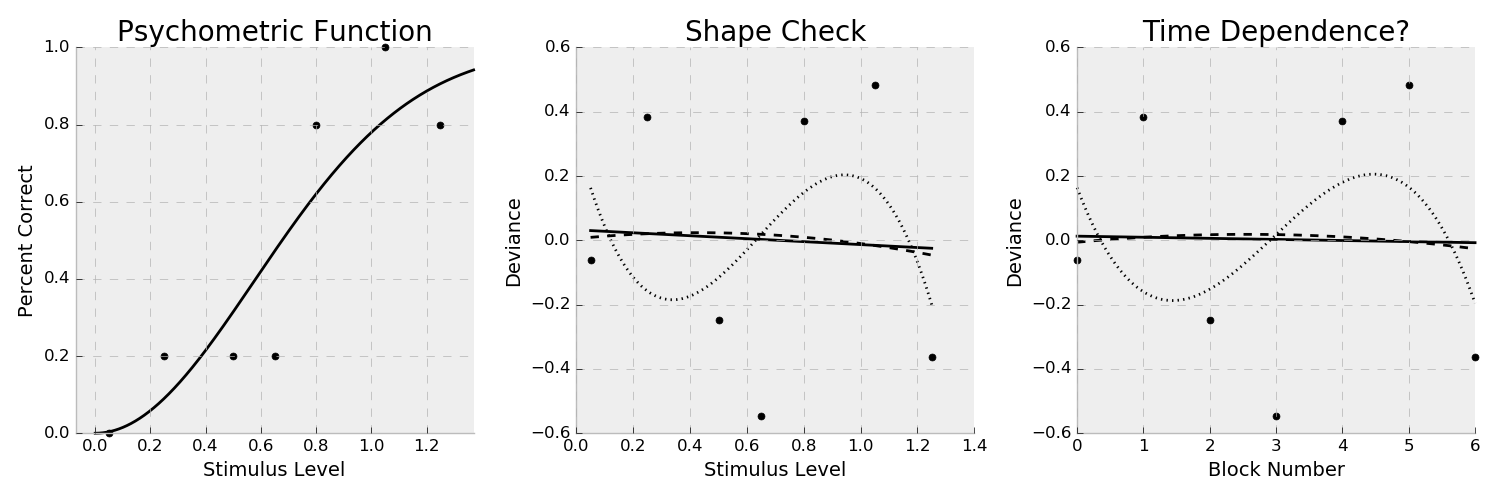 Psychometric Function
Percent Correct
1.0
0.8
0.6
0.4
0.2
0.0
0.0 0.2 0.4 0.6 0.8 1.0 1.2
Stimulus Level
Shape Check
Deviance
0.6
0.4
0.2
0.0
−0.2
−0.4
−0.6
0.0 0.2 0.4 0.6 0.8 1.0 1.2 1.4
Stimulus Level
Time Dependence?
Deviance
0.6
0.4
0.2
0.0
−0.2
−0.4
−0.6
0 1 2 3 4 5 6
Block Number